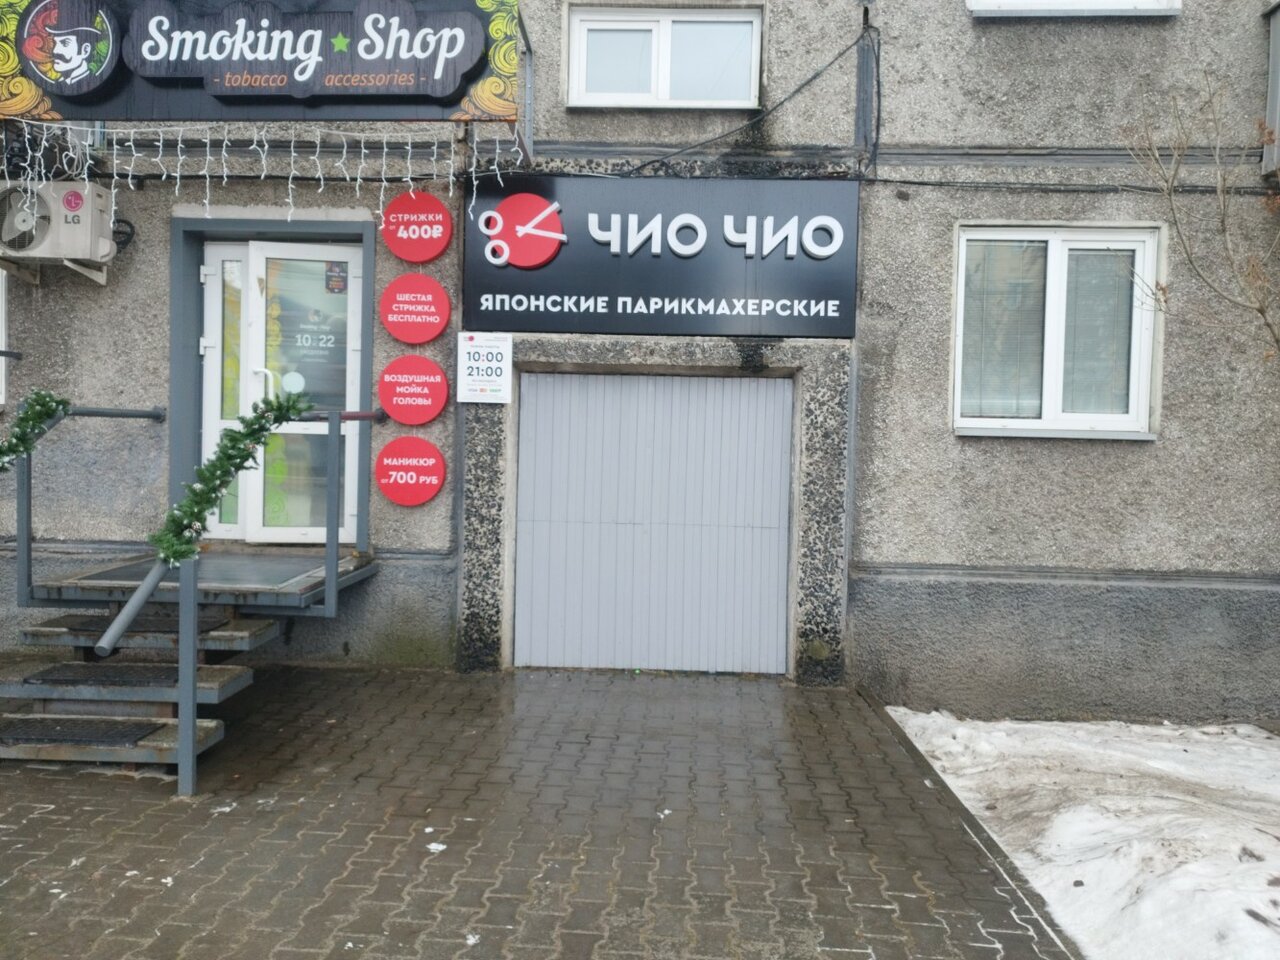 Smoking Shop
- tobacco accessories -
LG
СТРИЖКИ
от 400₽
ШЕСТАЯ
СТРИЖКА
БЕСПЛАТНО
ВОЗДУШНАЯ
МОЙКА
ГОЛОВЫ
МАНИКЮР
от 700 РУБ
ЧИО ЧИО
ЯПОНСКИЕ ПАРИКМАХЕРСКИЕ
10:00
21:00
10 22